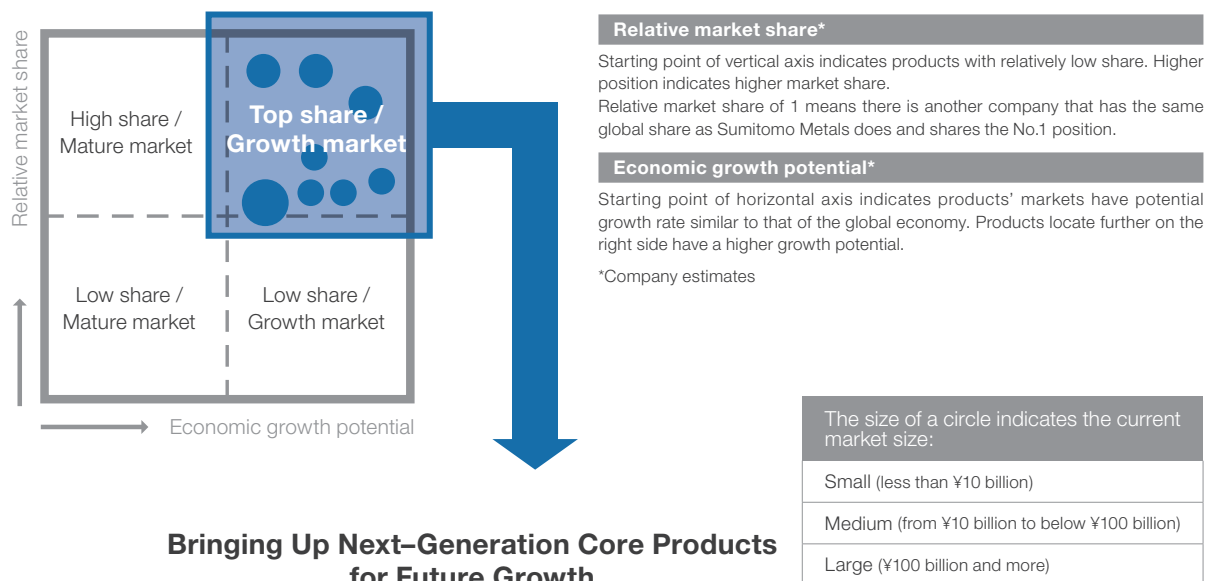 Relative market share
High share /
Mature market
Top share /
Growth market
Low share /
Mature market
Low share /
Growth market
Economic growth potential
Relative market share*
Starting point of vertical axis indicates products with relatively low share. Higher
position indicates higher market share.
Relative market share of 1 means there is another company that has the same
global share as Sumitomo Metals does and shares the No.1 position.
Economic growth potential*
Starting point of horizontal axis indicates products' markets have potential
growth rate similar to that of the global economy. Products locate further on the
right side have a higher growth potential.
*Company estimates
The size of a circle indicates the current
market size:
Small (less than ¥10 billion)
Medium (from ¥10 billion to below ¥100 billion)
Large (¥100 billion and more)
Bringing Up Next–Generation Core Products
for Future Growth